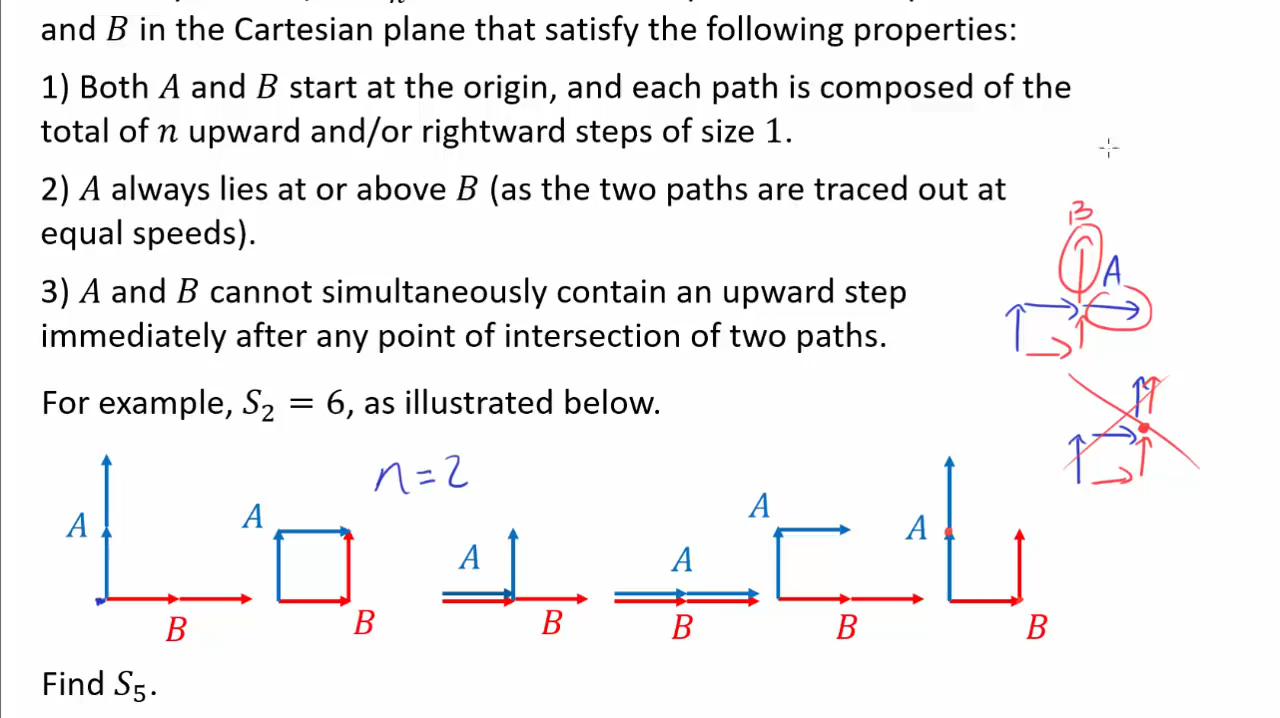 and B in the Cartesian plane that satisfy the following properties:
1) Both A and B start at the origin, and each path is composed of the
total of n upward and/or rightward steps of size 1.
2) A always lies at or above B (as the two paths are traced out at
equal speeds).
3) A and B cannot simultaneously contain an upward step
immediately after any point of intersection of two paths.
B
A
For example, S₂ = 6, as illustrated below.
n=2
A
B
A
B
A
B
A
B
A
B
A
B
Find S₅.